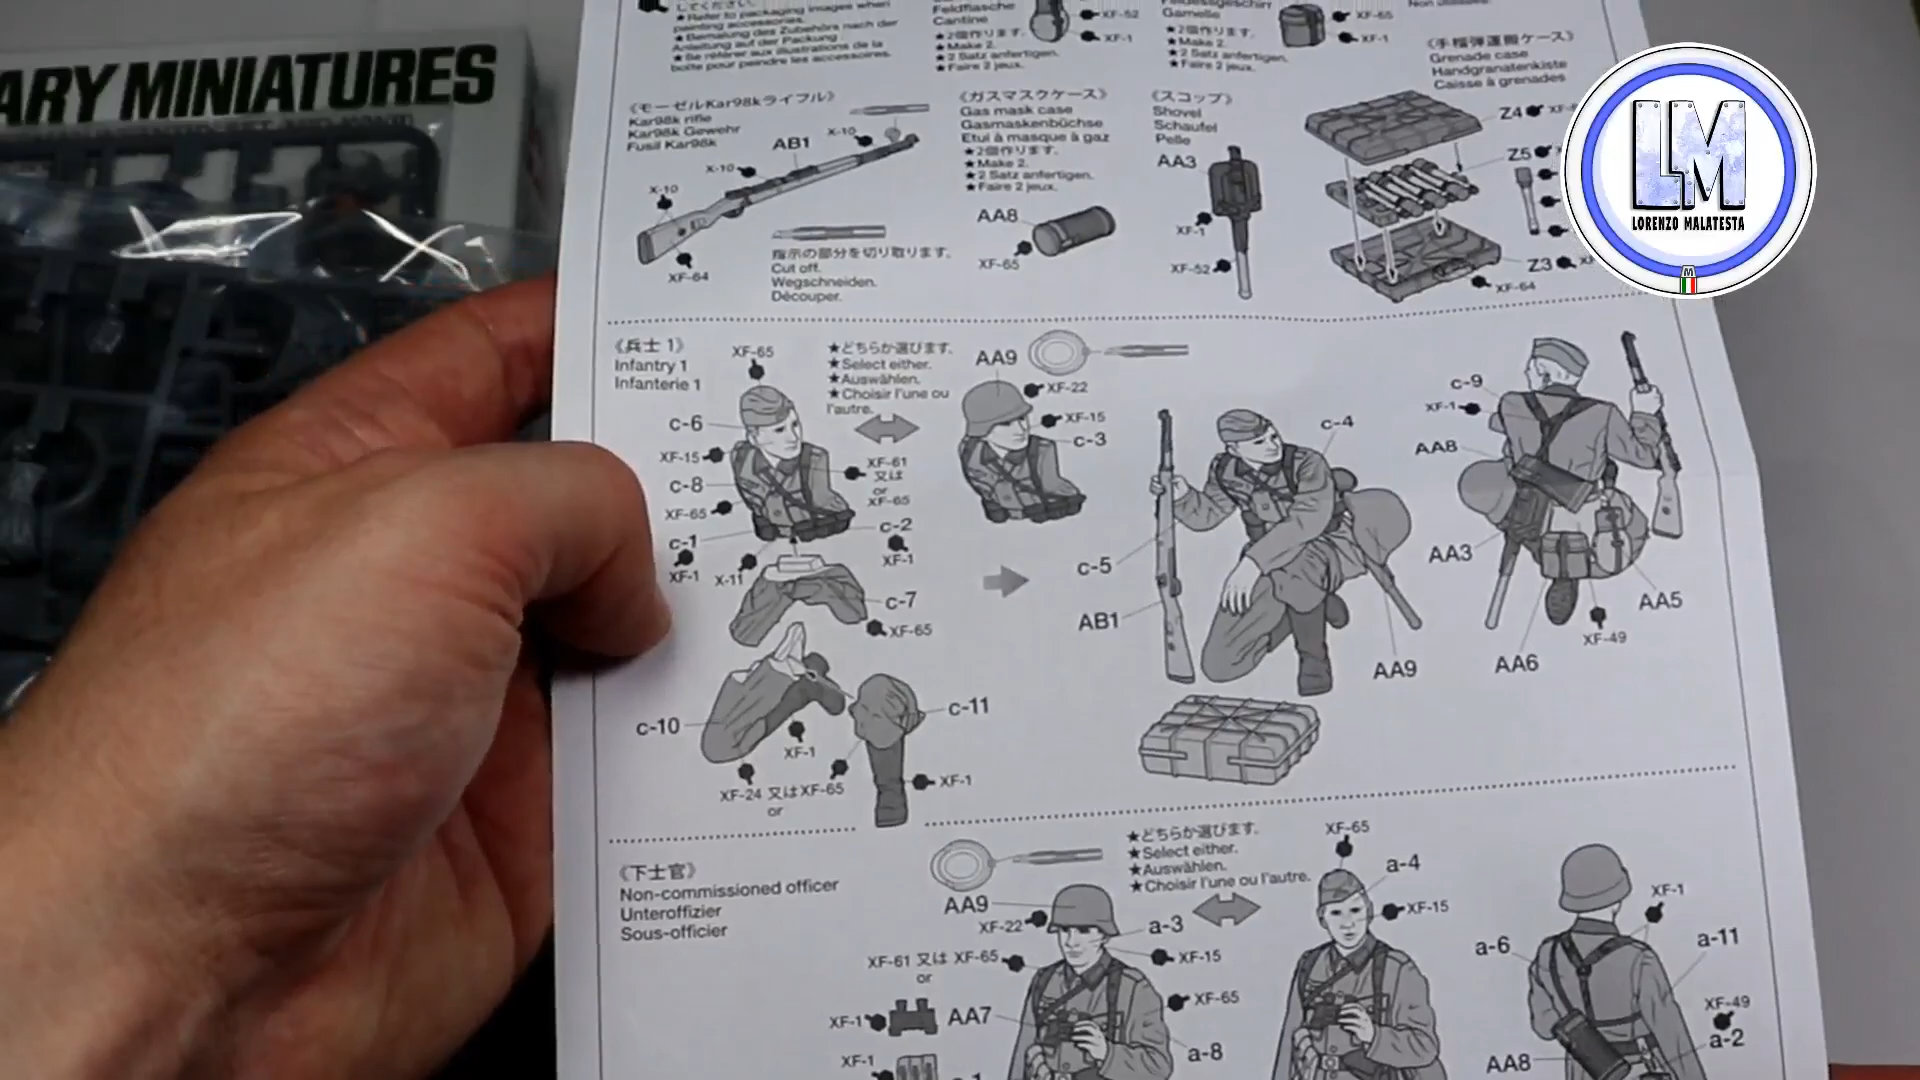 ARY MINIATURES
してください。
★Refer to packaging images when
painting accessories.
★Bemalung des Zubehörs nach der
Anleitung auf der Packung
★Se référer aux illustrations de la
boîte pour peindre les accessoires.
Feldflasche
Cantine
★2個作ります。
★Make 2.
★2 Satz anfertigen.
★Faire 2 jeux.
XF-52
XF-1
Gamelle
★2個作ります。
★Make 2.
★2 Satz anfertigen.
★Faire 2 jeux.
XF-65
XF-1
《手榴弾運搬ケース》
Grenade case
Handgranatenkiste
Caisse à grenades
Z4
Z5
Z3
XF-64
《モーゼルKar98kライフル》
Kar98k rifle
Kar98k Gewehr
Fusil Kar98k
AB1
X-10
X-10
X-10
XF-64
指示の部分を切り取ります。
Cut off.
Wegschneiden.
Découper.
《ガスマスクケース》
Gas mask case
Gasmaskenbüchse
Etui à masque à gaz
★2個作ります。
★Make 2.
★2 Satz anfertigen.
★Faire 2 jeux.
AA8
XF-65
《スコップ》
Shovel
Schaufel
Pelle
AA3
XF-1
XF-52
LM
LORENZO MALATESTA
M
《兵士 1》
Infantry 1
Infanterie 1
XF-65
★どちらか選びます。
★Select either.
★Auswählen.
★Choisir l'une ou
l'autre.
c-6
XF-15
c-8
XF-65
c-1
XF-1
X-11
XF-61
又は
or
XF-65
c-2
XF-1
c-7
XF-65
c-10
XF-1
c-11
XF-24 又は XF-65
or
XF-1
AA9
XF-22
XF-15
c-3
c-4
c-5
AB1
AA9
c-9
XF-1
AA8
AA3
AA6
AA5
XF-49
《下士官》
Non-commissioned officer
Unteroffizier
Sous-officier
★どちらか選びます。
★Select either.
★Auswählen.
★Choisir l'une ou l'autre.
AA9
XF-22
a-3
XF-15
XF-61 又は XF-65
or
XF-65
XF-1
AA7
XF-1
a-8
XF-65
a-4
XF-15
XF-1
a-6
a-11
XF-49
a-2
AA8